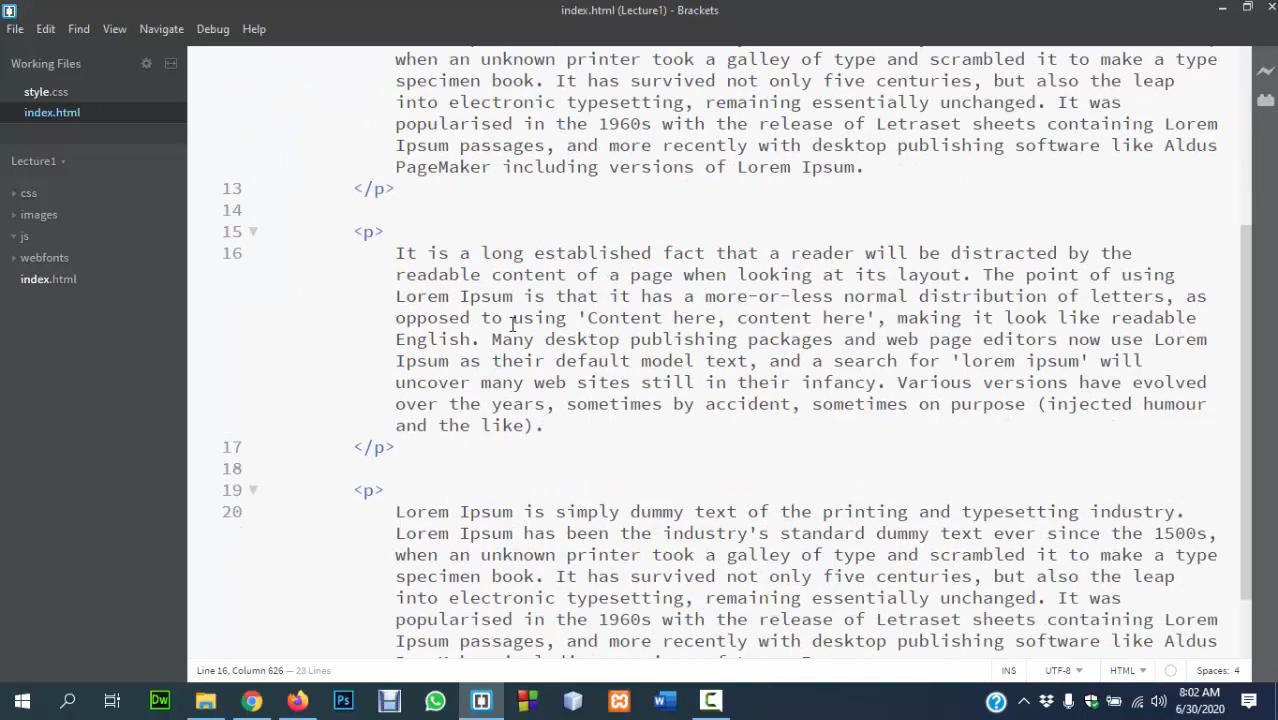 index.html (Lecture1) - Brackets
File Edit Find View Navigate Debug Help
Working Files
style.css
index.html
Lecture1
css
images
js
webfonts
index.html
when an unknown printer took a galley of type and scrambled it to make a type
specimen book. It has survived not only five centuries, but also the leap
into electronic typesetting, remaining essentially unchanged. It was
popularised in the 1960s with the release of Letraset sheets containing Lorem
Ipsum passages, and more recently with desktop publishing software like Aldus
PageMaker including versions of Lorem Ipsum.
13 </p>
14
15 <p>
16 It is a long established fact that a reader will be distracted by the
readable content of a page when looking at its layout. The point of using
Lorem Ipsum is that it has a more-or-less normal distribution of letters, as
opposed to using 'Content here, content here', making it look like readable
English. Many desktop publishing packages and web page editors now use Lorem
Ipsum as their default model text, and a search for 'lorem ipsum' will
uncover many web sites still in their infancy. Various versions have evolved
over the years, sometimes by accident, sometimes on purpose (injected humour
and the like).
17 </p>
18
19 <p>
20 Lorem Ipsum is simply dummy text of the printing and typesetting industry.
Lorem Ipsum has been the industry's standard dummy text ever since the 1500s,
when an unknown printer took a galley of type and scrambled it to make a type
specimen book. It has survived not only five centuries, but also the leap
into electronic typesetting, remaining essentially unchanged. It was
popularised in the 1960s with the release of Letraset sheets containing Lorem
Ipsum passages, and more recently with desktop publishing software like Aldus
Line 16, Column 626 — 23 Lines
INS UTF-8 HTML Spaces: 4
Dw Ps W C
8:02 AM
6/30/2020